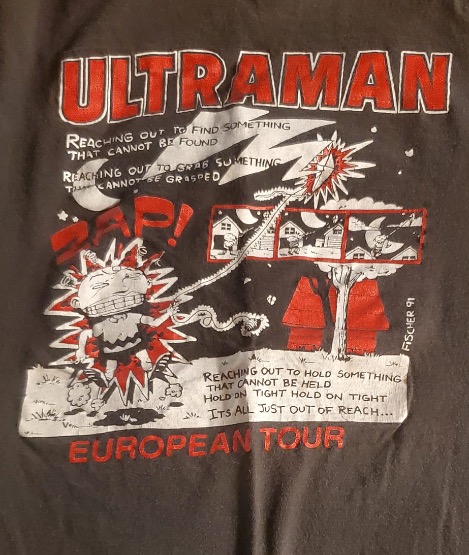 ULTRAMAN
REACHING OUT TO FIND SOMETHING
THAT CANNOT BE FOUND
REACHING OUT TO GRAB SOMETHING
THAT CANNOT BE GRASPED
ZAP!
FISCHER 91
REACHING OUT TO HOLD SOMETHING
THAT CANNOT BE HELD
HOLD ON TIGHT HOLD ON TIGHT
ITS ALL JUST OUT OF REACH...
EUROPEAN TOUR